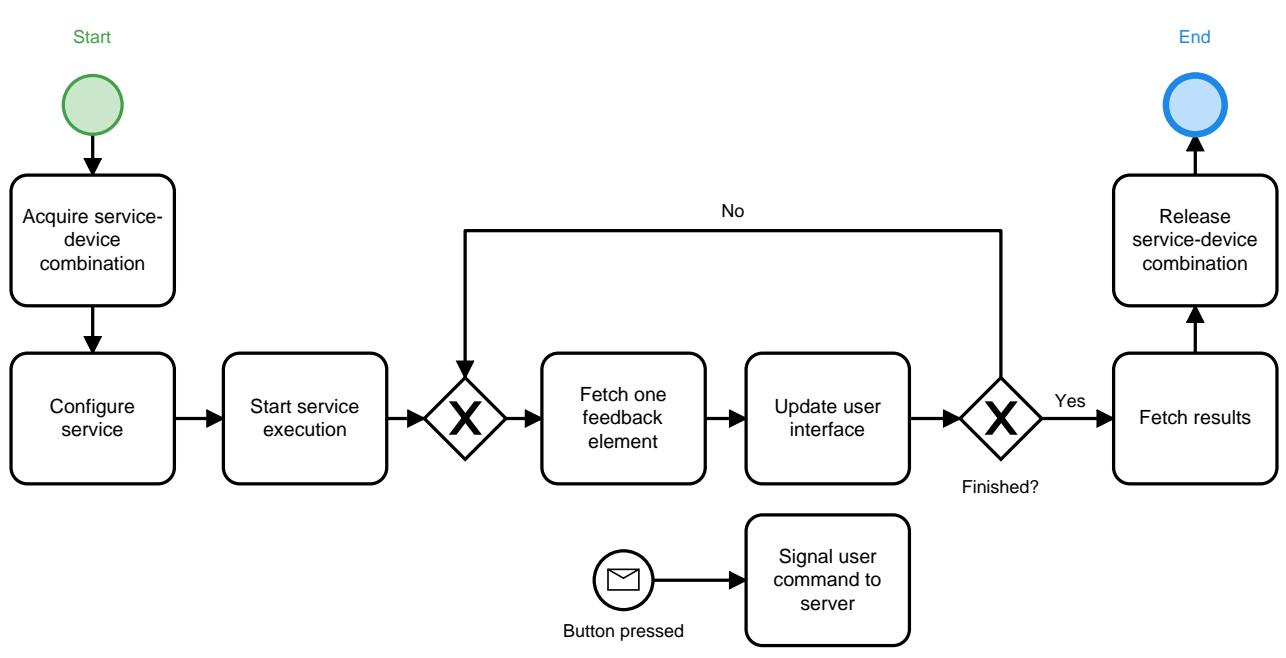 Start
End
Acquire service-
device
combination
Release
service-device
combination
No
Configure
service
Start service
execution
Fetch one
feedback
element
Update user
interface
Yes
Fetch results
Finished?
Signal user
command to
server
Button pressed